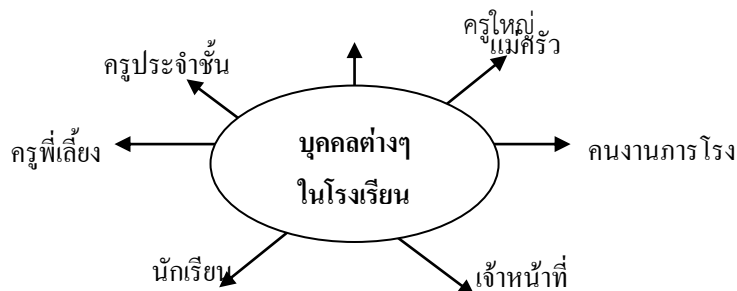 ครูใหญ่
แม่ครัว
ครูประจำชั้น
ครูพี่เลี้ยง
บุคคลต่างๆ
ในโรงเรียน
คนงานภารโรง
นักเรียน
เจ้าหน้าที่